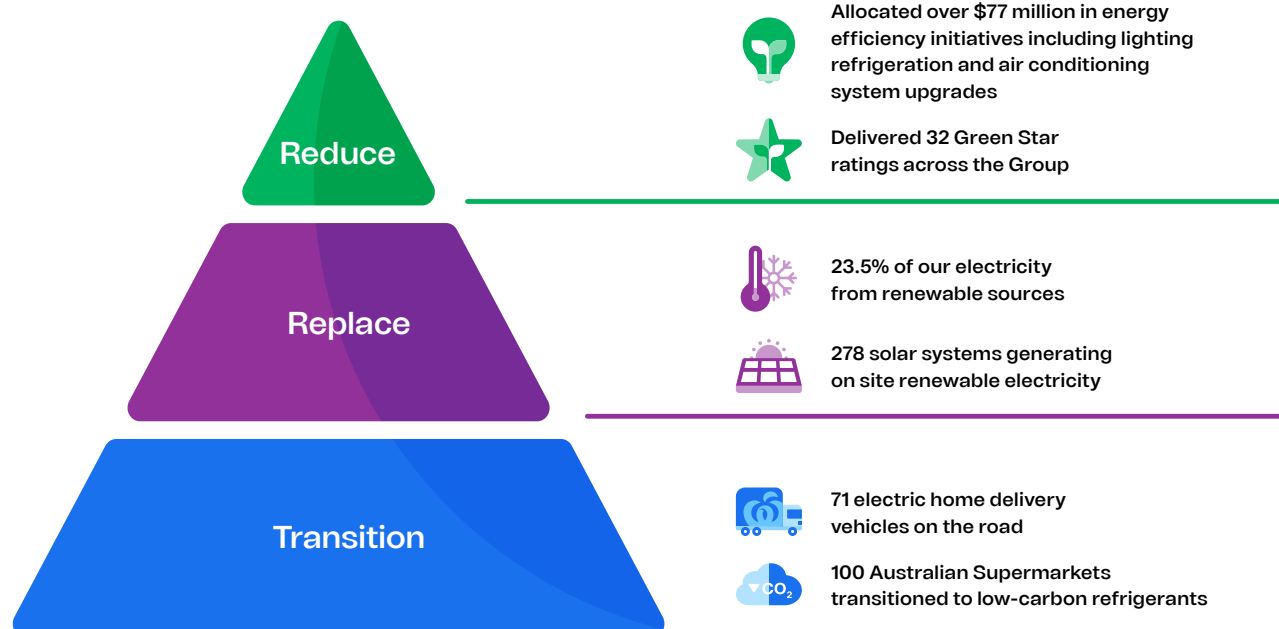 Reduce
Allocated over $77 million in energy
efficiency initiatives including lighting
refrigeration and air conditioning
system upgrades
Delivered 32 Green Star
ratings across the Group
Replace
23.5% of our electricity
from renewable sources
278 solar systems generating
on site renewable electricity
Transition
71 electric home delivery
vehicles on the road
CO₂
100 Australian Supermarkets
transitioned to low-carbon refrigerants